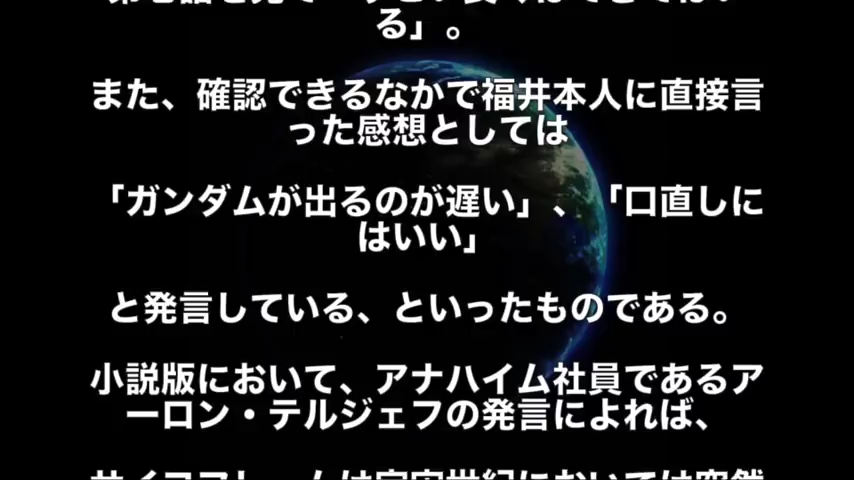 る」。
また、確認できるなかで福井本人に直接言
った感想としては
「ガンダムが出るのが遅い」、「口直しに
はいい」
と発言している、といったものである。
小説版において、アナハイム社員であるア
ーロン・テルジェフの発言によれば、